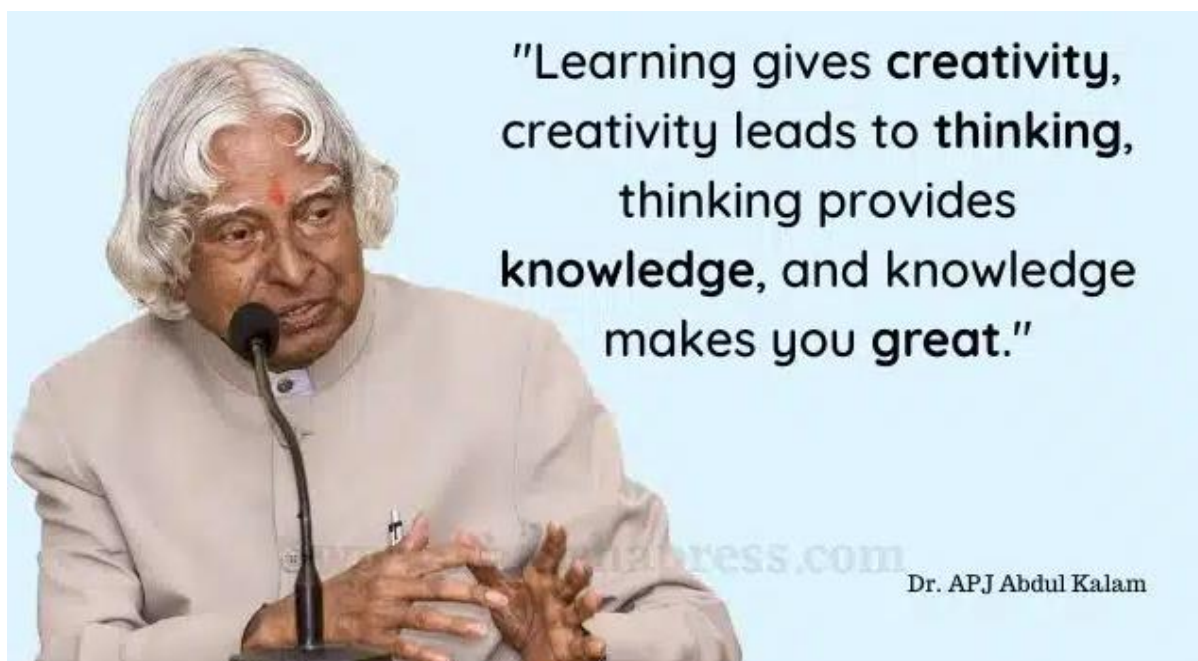 "Learning gives creativity,
creativity leads to thinking,
thinking provides
knowledge, and knowledge
makes you great."
Dr. APJ Abdul Kalam